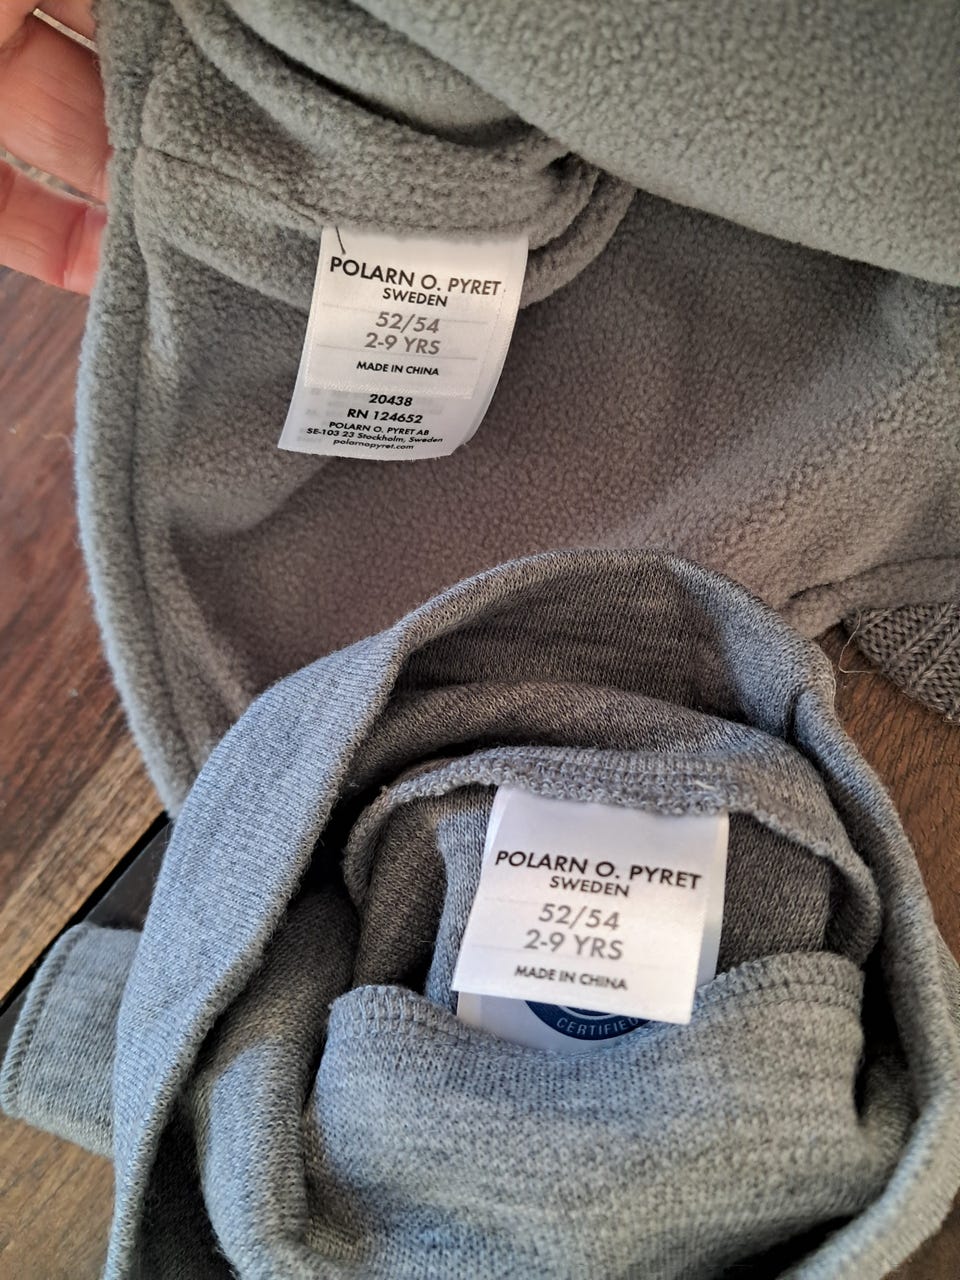 POLARN O. PYRET
SWEDEN
52/54
2-9 YRS
MADE IN CHINA
20438
RN 124652
POLARN O. PYRET AB
SE-103 23 Stockholm, Sweden
polarnopyret.com
POLARN O. PYRET
SWEDEN
52/54
2-9 YRS
MADE IN CHINA
CERTIFIED